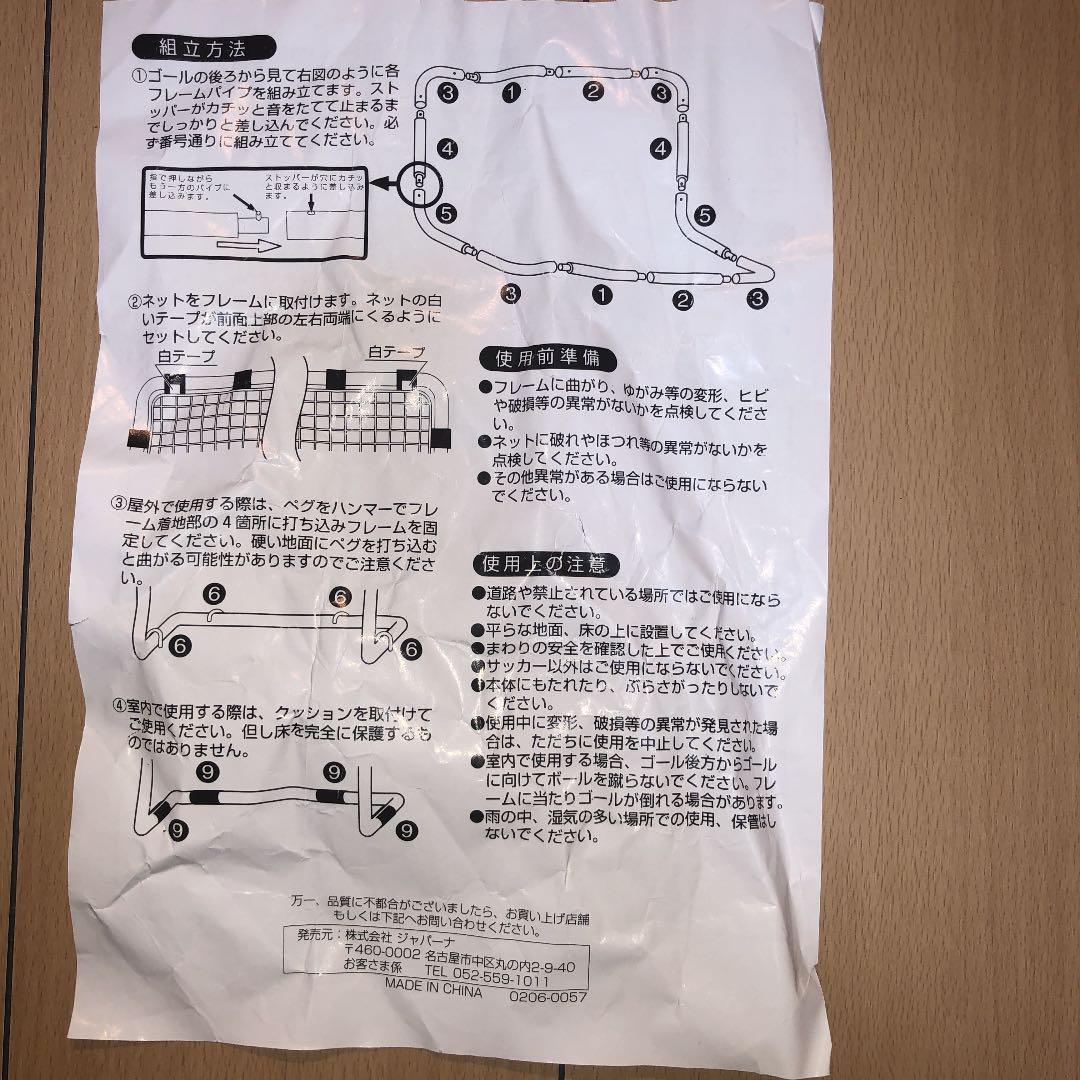 組立方法
①ゴールの後ろから見て右図のように各
フレームパイプを組み立てます。スト
ッパーがカチッと音をたてて止まるま
でしっかりと差し込んでください。必
ず番号通りに組み立ててください。
指で押しながら
もう一方のパイプに
差し込みます。
ストッパーが穴にカチッ
と収まるように差し込み
ます。
❸ ❶ ❷ ❸
❹ ❹
❺ ❺
❸ ❶ ❷ ❸
②ネットをフレームに取付けます。ネットの白
いテープが前面上部の左右両端にくるように
セットしてください。
白テープ 白テープ
③屋外で使用する際は、ペグをハンマーでフレ
ーム着地部の4箇所に打ち込みフレームを固
定してください。硬い地面にペグを打ち込む
と曲がる可能性がありますのでご注意くださ
い。
❻ ❻
❻ ❻
④室内で使用する際は、クッションを取付けて
ご使用ください。但し床を完全に保護するも
のではありません。
❾ ❾
❾ ❾
使用前準備
●フレームに曲がり、ゆがみ等の変形、ヒビ
や破損等の異常がないかを点検してくださ
い。
●ネットに破れやほつれ等の異常がないかを
点検してください。
●その他異常がある場合はご使用にならない
でください。
使用上の注意
●道路や禁止されている場所ではご使用になら
ないでください。
●平らな地面、床の上に設置してください。
●まわりの安全を確認した上でご使用ください。
●サッカー以外はご使用にならないでください。
●本体にもたれたり、ぶらさがったりしないで
ください。
●使用中に変形、破損等の異常が発見された場
合は、ただちに使用を中止してください。
●室内で使用する場合、ゴール後方からゴール
に向けてボールを蹴らないでください。フレ
ームに当たりゴールが倒れる場合があります。
●雨の中、湿気の多い場所での使用、保管はし
ないでください。
万一、品質に不都合がございましたら、お買い上げ店舗
もしくは下記へお問い合わせください。
発売元：株式会社 ジャパーナ
〒460-0002 名古屋市中区丸の内2-9-40
お客さま係 TEL 052-559-1011
MADE IN CHINA 0206-0057